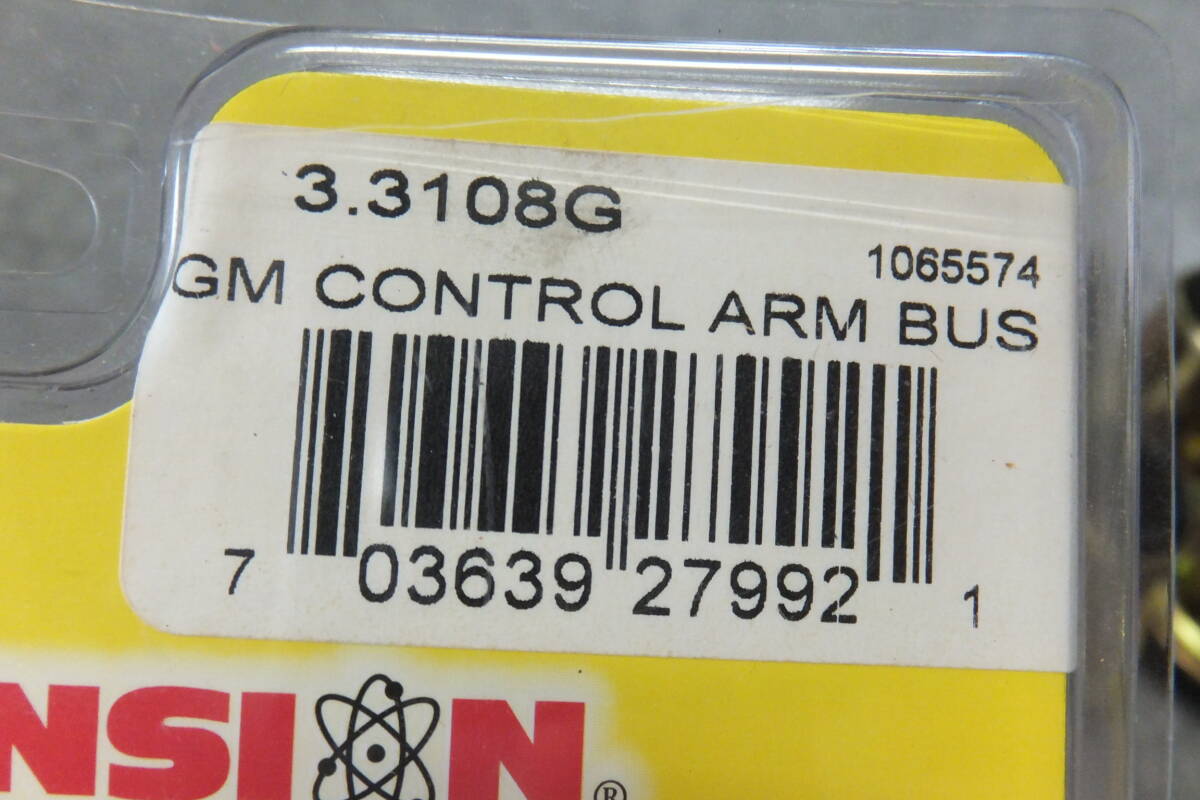 3.3108G
1065574
GM CONTROL ARM BUS
7 03639 27992 1
NSION®